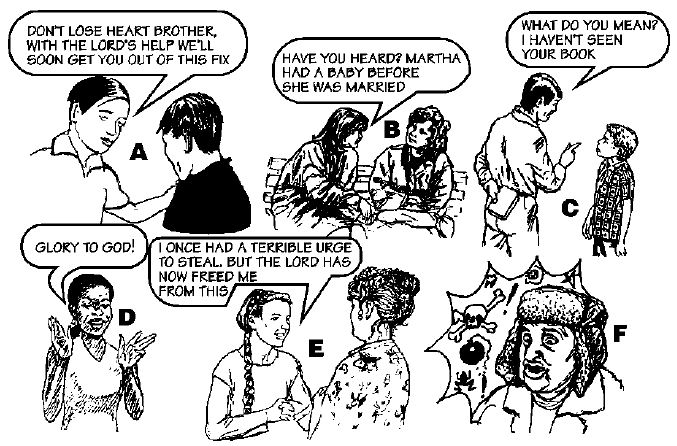 DON'T LOSE HEART BROTHER,
WITH THE LORD'S HELP WE'LL
SOON GET YOU OUT OF THIS FIX
A
HAVE YOU HEARD? MARTHA
HAD A BABY BEFORE
SHE WAS MARRIED
B
WHAT DO YOU MEAN?
I HAVEN'T SEEN
YOUR BOOK
C
GLORY TO GOD!
D
I ONCE HAD A TERRIBLE URGE
TO STEAL. BUT THE LORD HAS
NOW FREED ME
FROM THIS
E
F